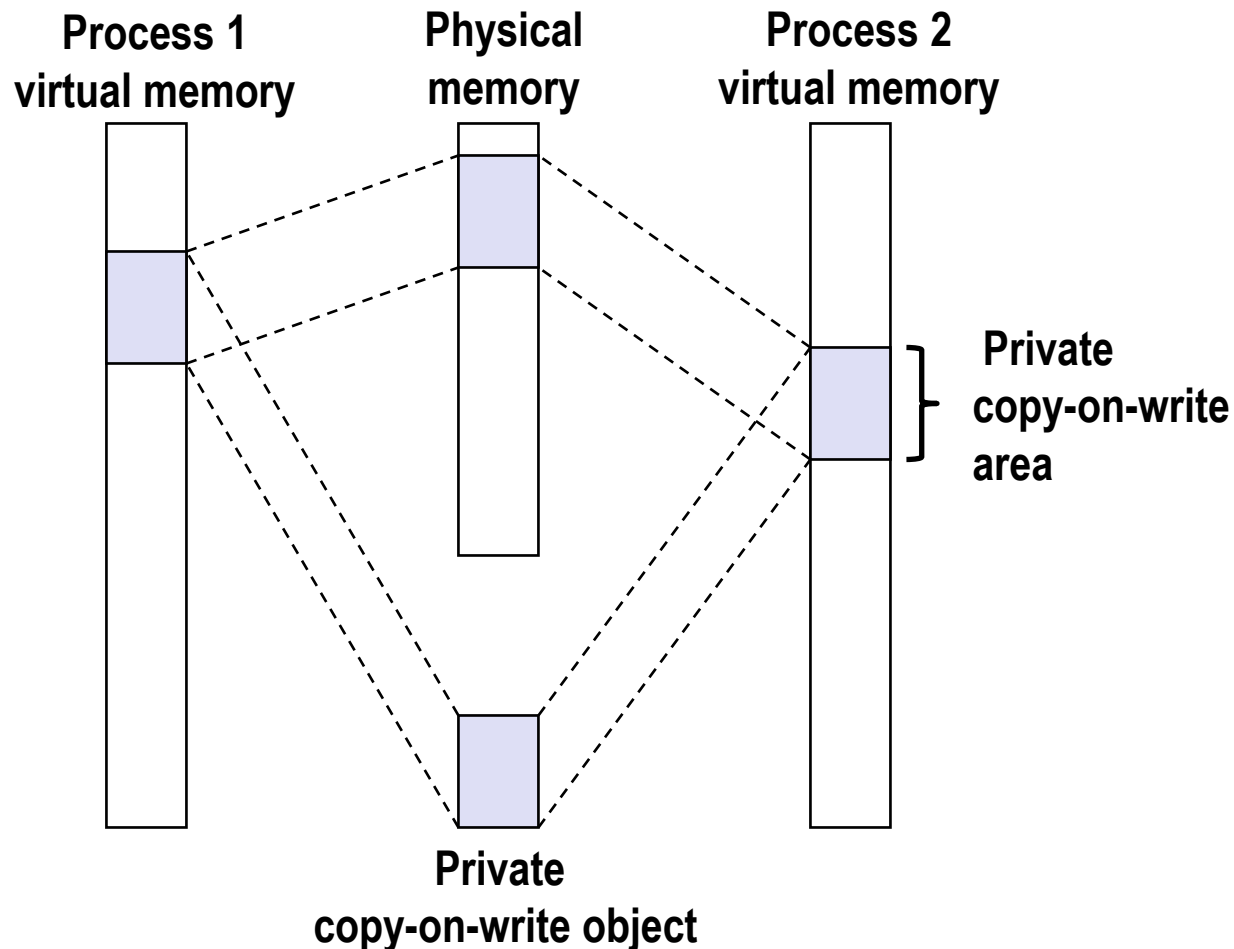 Process 1
virtual memory
Physical
memory
Process 2
virtual memory
Private
copy-on-write
area
Private
copy-on-write object